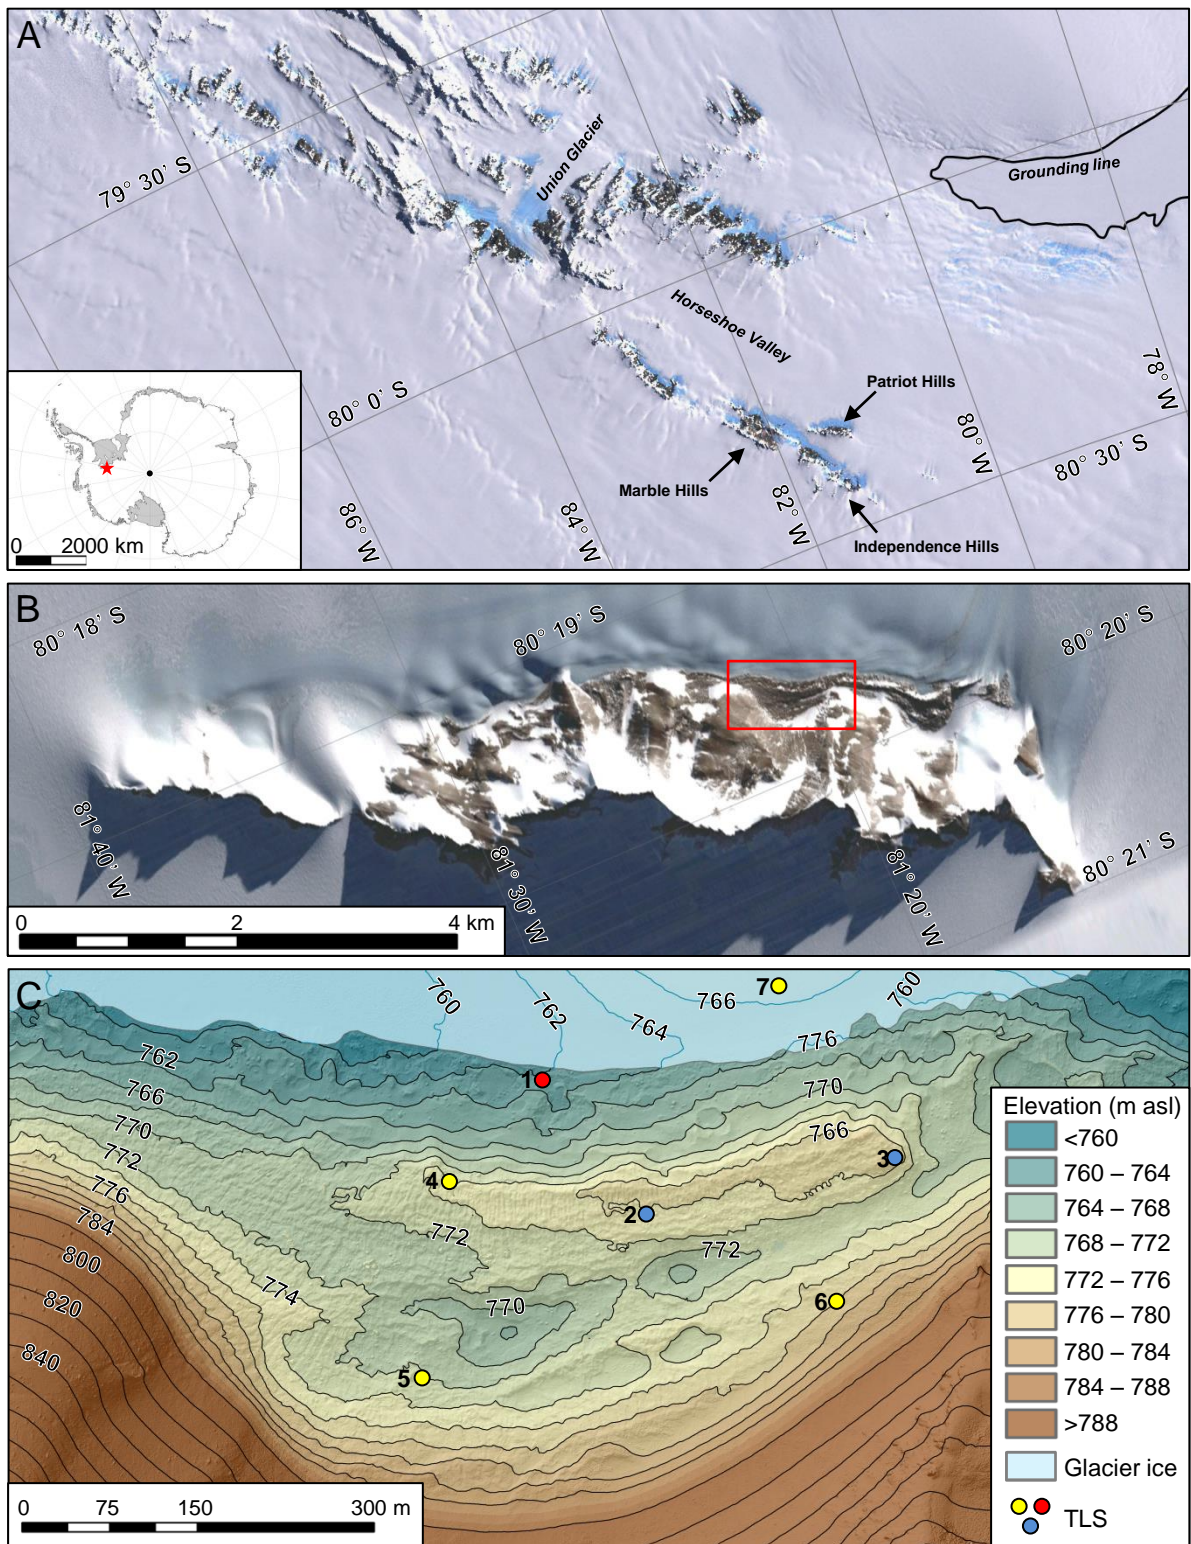 A
79° 30' S
Union Glacier
Grounding line
Horseshoe Valley
78° W
Patriot Hills
80° 0' S
80° W
80° 30' S
Marble Hills
82° W
84° W
86° W
Independence Hills
0 2000 km
B
80° 18' S
80° 19' S
80° 20' S
81° 40' W
81° 30' W
81° 20' W
80° 21' S
0 2 4 km
C
760
762
764
766
7
760
776
762
1
766
770
770
766
772
3
4
776
2
784
772
772
800
774
770
6
820
840
5
Elevation (m asl)
<760
760 – 764
764 – 768
768 – 772
772 – 776
776 – 780
780 – 784
784 – 788
>788
Glacier ice
TLS
0 75 150 300 m